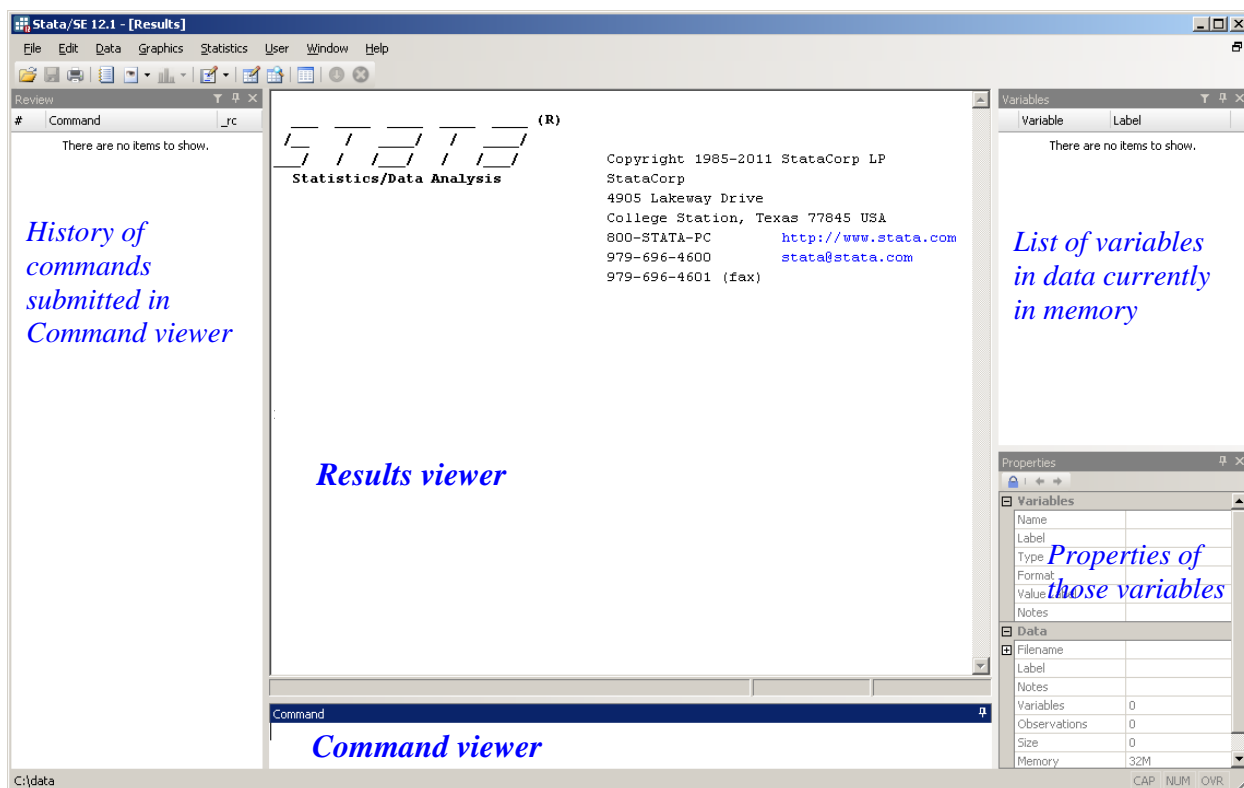 Stata/SE 12.1 - [Results]
File Edit Data Graphics Statistics User Window Help
Review
# Command _rc
There are no items to show.
History of
commands
submitted in
Command viewer
(R)
Stata
Statistics/Data Analysis
Copyright 1985-2011 StataCorp LP
StataCorp
4905 Lakeway Drive
College Station, Texas 77845 USA
800-STATA-PC http://www.stata.com
979-696-4600 stata@stata.com
979-696-4601 (fax)
Results viewer
Command
Command viewer
Variables
Variable Label
There are no items to show.
List of variables
in data currently
in memory
Properties
Variables
Name
Label
Type
Format
Value Label
Notes
Properties of
those variables
Data
Filename
Label
Notes
Variables 0
Observations 0
Size 0
Memory 32M
C:\data
CAP NUM OVR